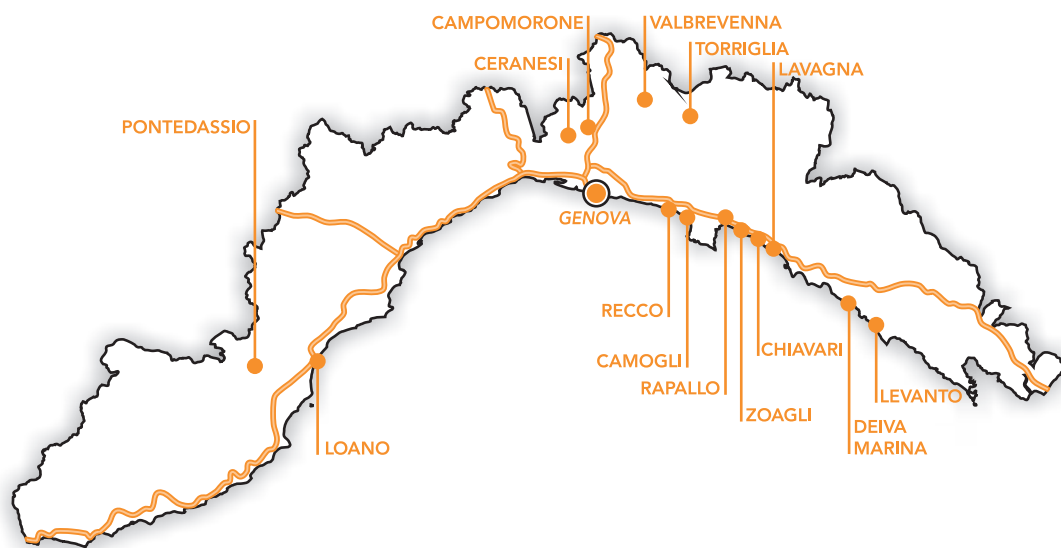 CAMPOMORONE
VALBREVENNA
TORRIGLIA
CERANESI
LAVAGNA
PONTEDASSIO
GENOVA
RECCO
CAMOGLI
CHIAVARI
RAPALLO
LEVANTO
ZOAGLI
DEIVA
MARINA
LOANO